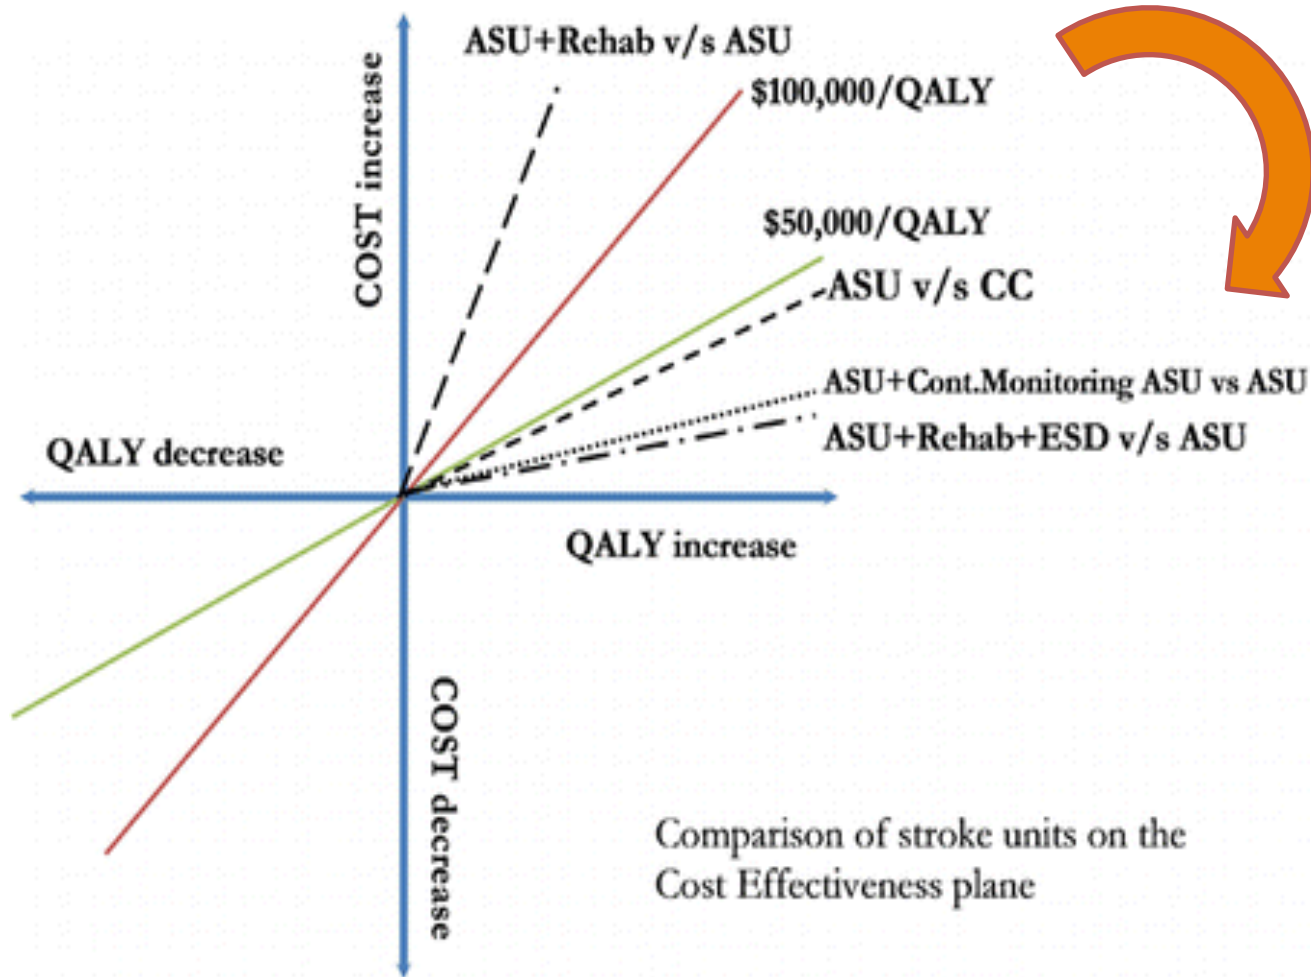 ASU+Rehab v/s ASU
$100,000/QALY
COST increase
$50,000/QALY
ASU v/s CC
ASU+Cont.Monitoring ASU vs ASU
ASU+Rehab+ESD v/s ASU
QALY decrease
QALY increase
COST decrease
Comparison of stroke units on the
Cost Effectiveness plane